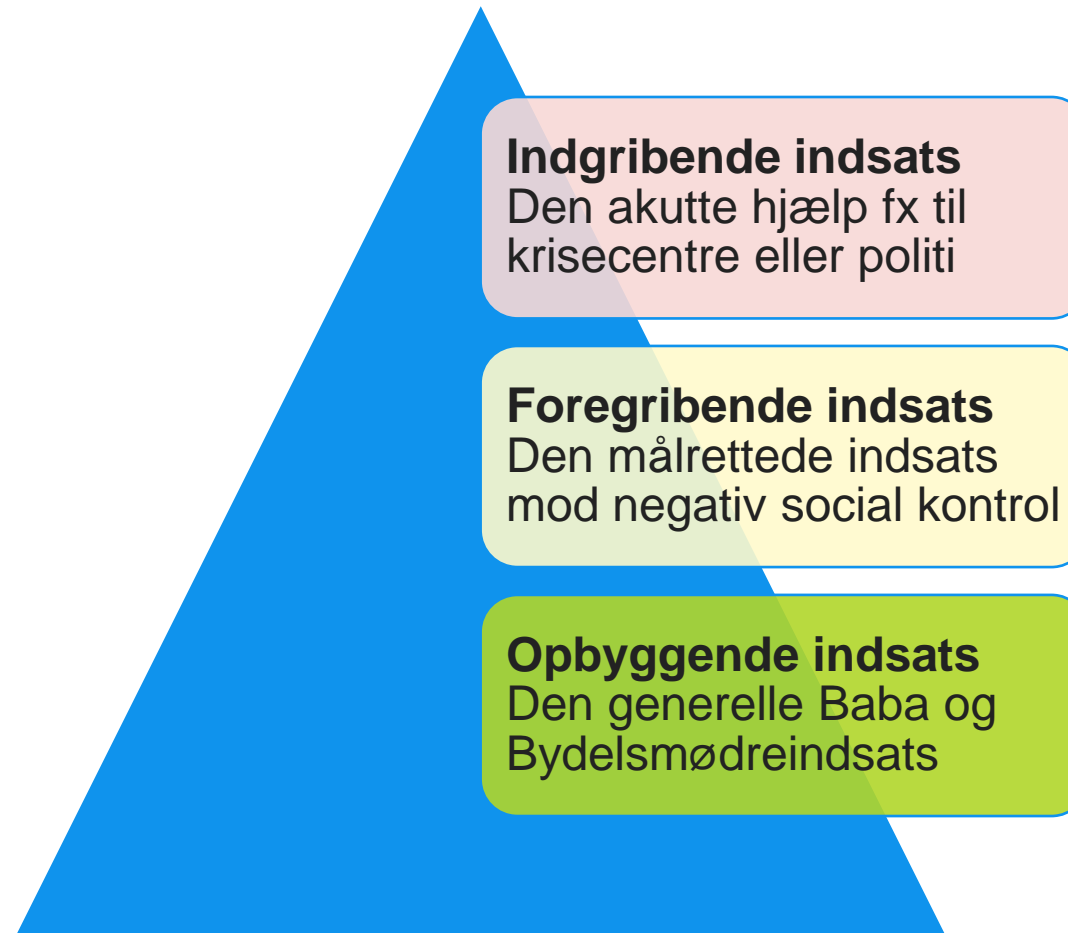 Indgribende indsats
Den akutte hjælp fx til
krisecentre eller politi
Foregribende indsats
Den målrettede indsats
mod negativ social kontrol
Opbyggende indsats
Den generelle Baba og
Bydelsmødreindsats